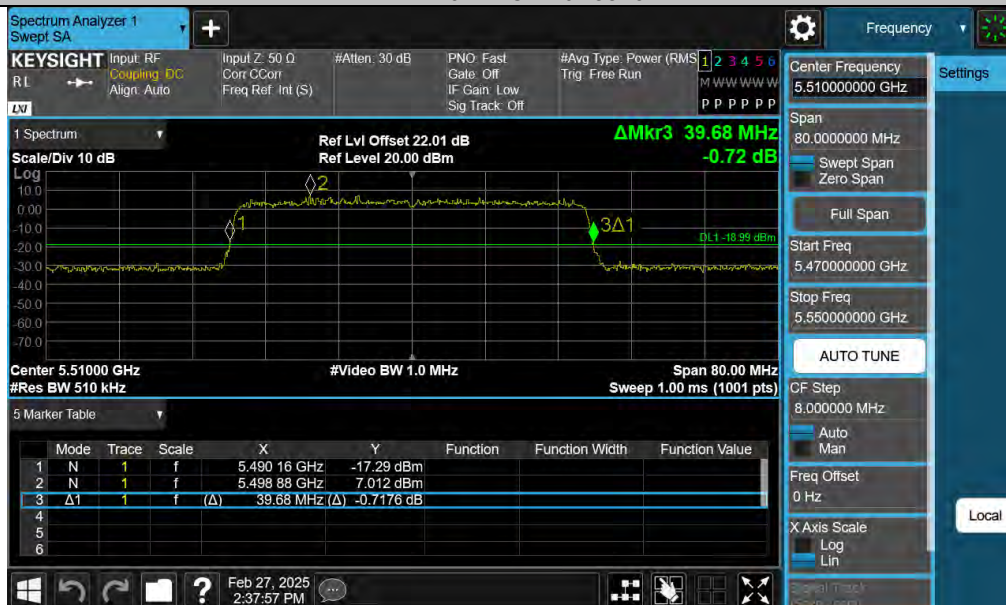 Spectrum Analyzer 1
Swept SA
+
Frequency
KEYSIGHT
RL
LXI
Input: RF
Coupling: DC
Align: Auto
Input Z: 50 Ω
Corr CCorr
Freq Ref: Int (S)
#Atten: 30 dB
PNO: Fast
Gate: Off
IF Gain: Low
Sig Track: Off
#Avg Type: Power (RMS
Trig: Free Run
1 2 3 4 5 6
M W W W W W
P P P P P P
1 Spectrum
Scale/Div 10 dB
Ref Lvl Offset 22.01 dB
Ref Level 20.00 dBm
ΔMkr3 39.68 MHz
-0.72 dB
Log
10.0
0.00
-10.0
-20.0
-30.0
-40.0
-50.0
-60.0
-70.0
1
2
3Δ1
DL1 -18.99 dBm
Center 5.51000 GHz
#Res BW 510 kHz
#Video BW 1.0 MHz
Span 80.00 MHz
Sweep 1.00 ms (1001 pts)
5 Marker Table
Mode Trace Scale X Y Function Function Width Function Value
1 N 1 f 5.490 16 GHz -17.29 dBm
2 N 1 f 5.498 88 GHz 7.012 dBm
3 Δ1 1 f (Δ) 39.68 MHz (Δ) -0.7176 dB
4
5
6
?
Feb 27, 2025
2:37:57 PM
Center Frequency
5.510000000 GHz
Span
80.0000000 MHz
Swept Span
Zero Span
Full Span
Start Freq
5.470000000 GHz
Stop Freq
5.550000000 GHz
AUTO TUNE
CF Step
8.000000 MHz
Auto
Man
Freq Offset
0 Hz
X Axis Scale
Log
Lin
Signal Track
Settings
Local